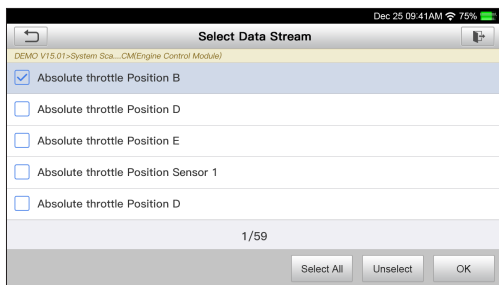 Dec 25 09:41AM 75%
Select Data Stream
DEMO V15.01>System Sca....CM(Engine Control Module)
Absolute throttle Position B
Absolute throttle Position D
Absolute throttle Position E
Absolute throttle Position Sensor 1
Absolute throttle Position D
1/59
Select All Unselect OK